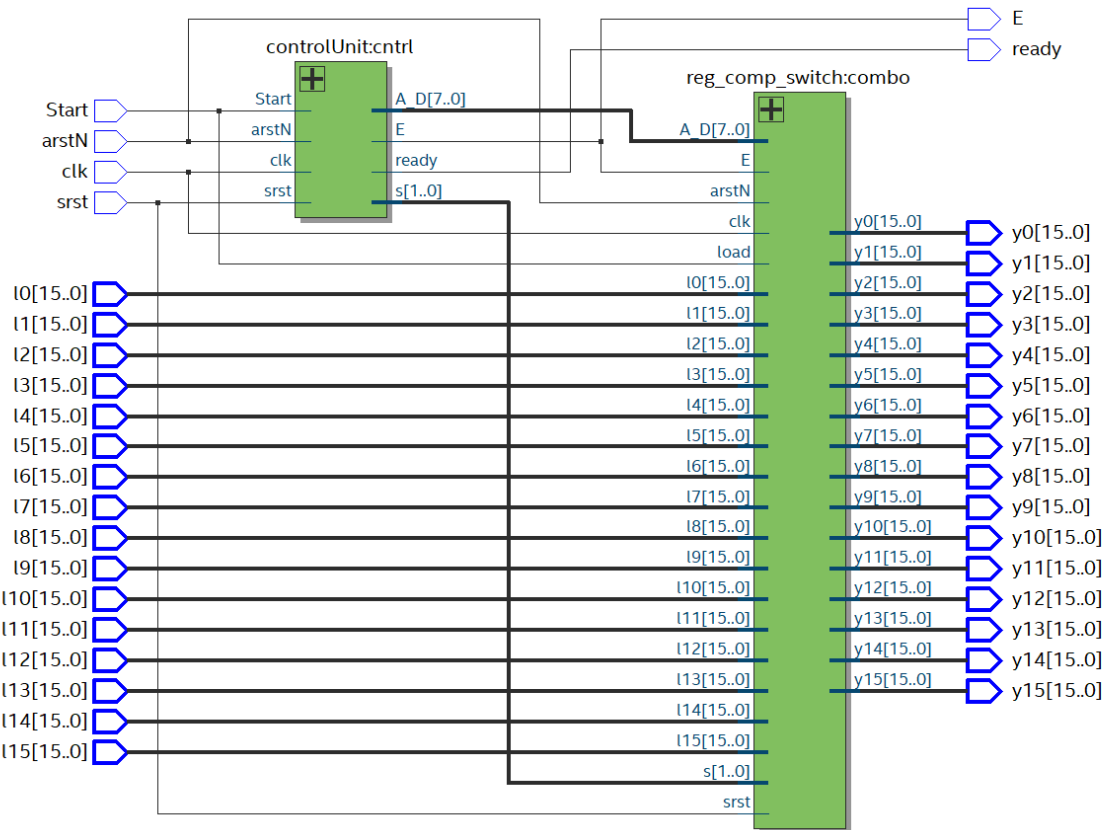 E
ready
controlUnit:cntrl
reg_comp_switch:combo
Start
arstN
clk
srst
Start
arstN
clk
srst
A_D[7..0]
E
ready
s[1..0]
A_D[7..0]
E
arstN
clk
load
l0[15..0]
l1[15..0]
l2[15..0]
l3[15..0]
l4[15..0]
l5[15..0]
l6[15..0]
l7[15..0]
l8[15..0]
l9[15..0]
l10[15..0]
l11[15..0]
l12[15..0]
l13[15..0]
l14[15..0]
l15[15..0]
s[1..0]
srst
l0[15..0]
l1[15..0]
l2[15..0]
l3[15..0]
l4[15..0]
l5[15..0]
l6[15..0]
l7[15..0]
l8[15..0]
l9[15..0]
l10[15..0]
l11[15..0]
l12[15..0]
l13[15..0]
l14[15..0]
l15[15..0]
y0[15..0]
y1[15..0]
y2[15..0]
y3[15..0]
y4[15..0]
y5[15..0]
y6[15..0]
y7[15..0]
y8[15..0]
y9[15..0]
y10[15..0]
y11[15..0]
y12[15..0]
y13[15..0]
y14[15..0]
y15[15..0]
y0[15..0]
y1[15..0]
y2[15..0]
y3[15..0]
y4[15..0]
y5[15..0]
y6[15..0]
y7[15..0]
y8[15..0]
y9[15..0]
y10[15..0]
y11[15..0]
y12[15..0]
y13[15..0]
y14[15..0]
y15[15..0]